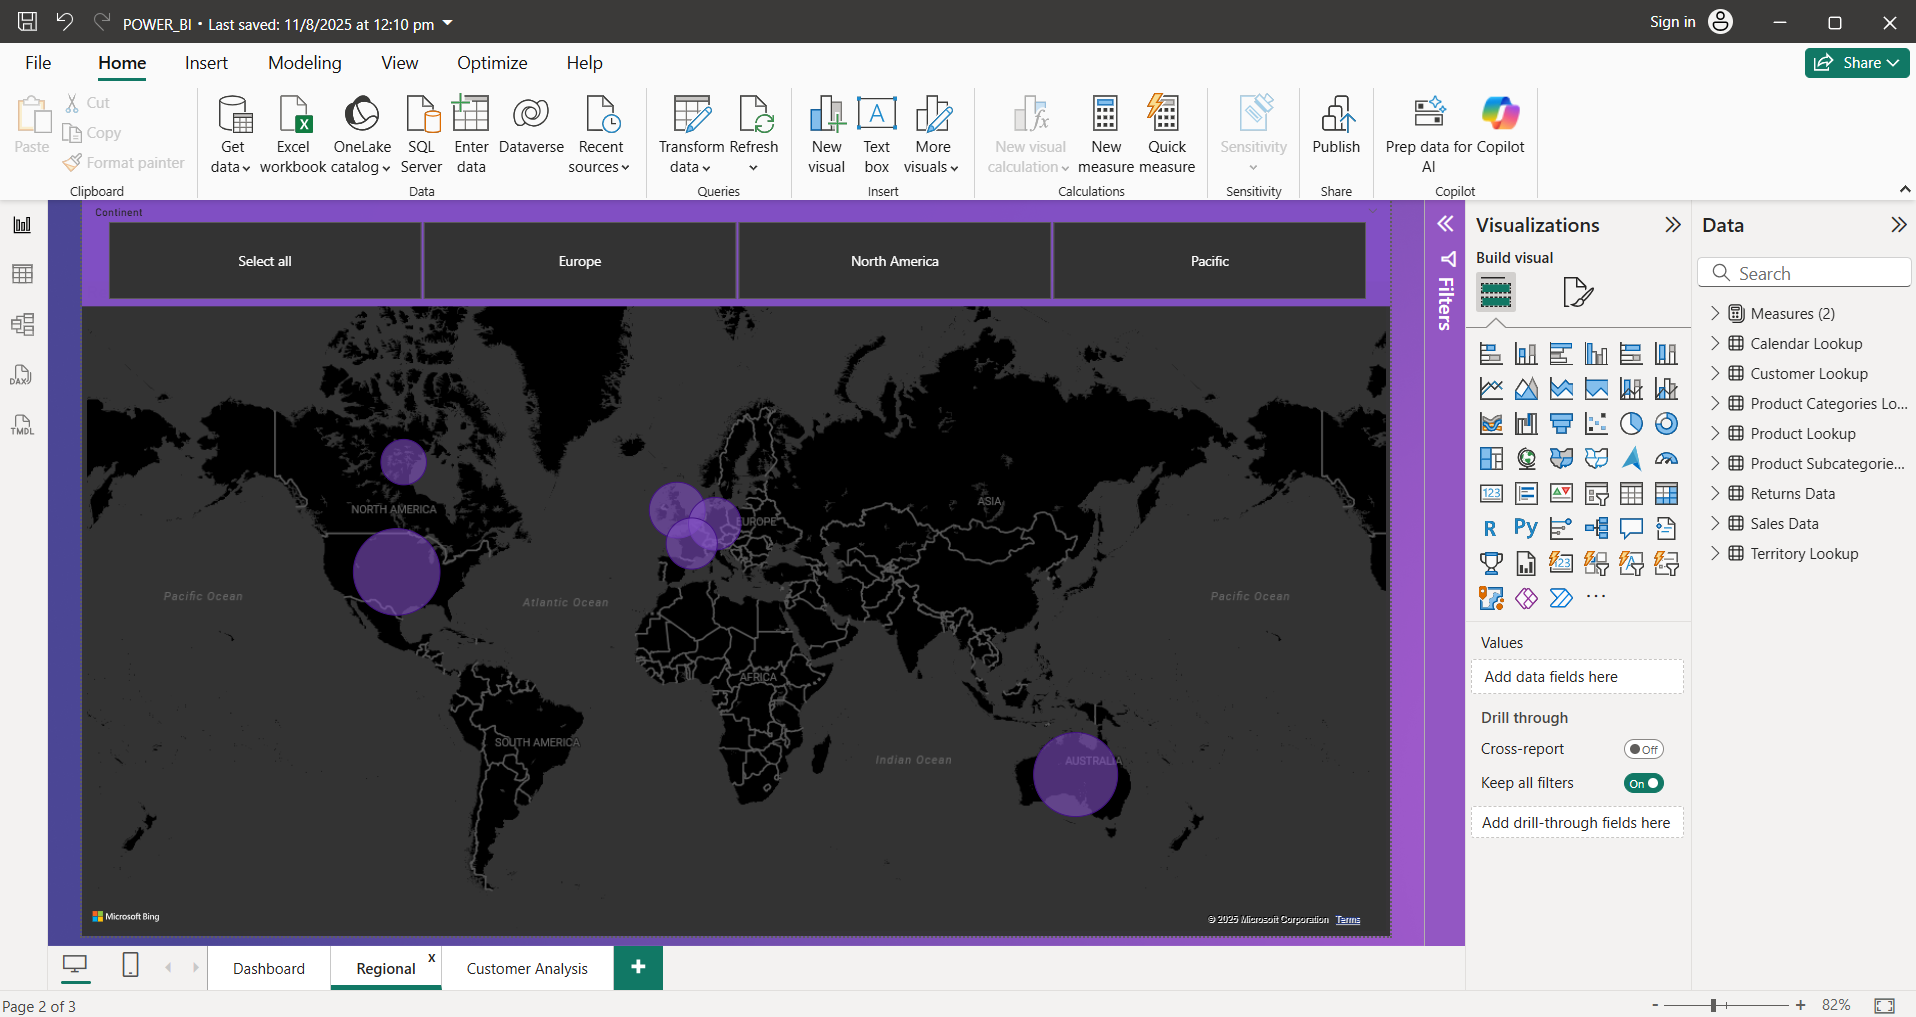 POWER_BI • Last saved: 11/8/2025 at 12:10 pm
Sign in
File
Home
Insert
Modeling
View
Optimize
Help
Share
Paste
Cut
Copy
Format painter
Clipboard
Get data
Excel workbook
OneLake catalog
SQL Server
Enter data
Dataverse
Recent sources
Data
Transform data
Refresh
Queries
New visual
Text box
More visuals
Insert
New visual calculation
New measure
Quick measure
Calculations
Sensitivity
Sensitivity
Publish
Share
Prep data for AI
Copilot
Copilot
DAX
TMDL
Continent
Select all
Europe
North America
Pacific
NORTH AMERICA
EUROPE
ASIA
Pacific Ocean
Atlantic Ocean
Pacific Ocean
AFRICA
SOUTH AMERICA
Indian Ocean
AUSTRALIA
Microsoft Bing
© 2025 Microsoft Corporation Terms
Filters
Visualizations
Build visual
123
R
Py
123
Values
Add data fields here
Drill through
Cross-report
Off
Keep all filters
On
Add drill-through fields here
Data
Search
Measures (2)
Calendar Lookup
Customer Lookup
Product Categories Lo...
Product Lookup
Product Subcategorie...
Returns Data
Sales Data
Territory Lookup
Dashboard
Regional
x
Customer Analysis
+
Page 2 of 3
- + 82%